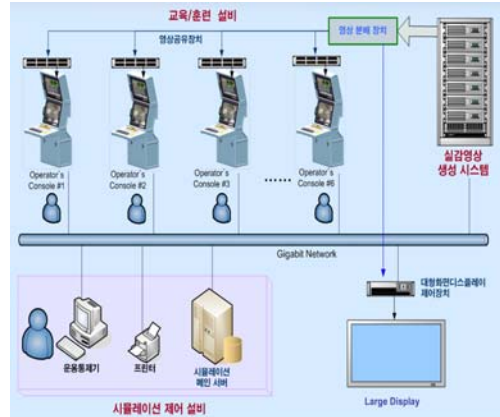 교육/훈련 설비
영상공유장치
영상 분배 장치
실감영상
생성 시스템
Operator's
Console #1
Operator's
Console #2
Operator's
Console #3
......
Operator's
Console #6
Gigabit Network
대형화면디스플레이
제어장치
운용통제기
프린터
시뮬레이션
메인 서버
Large Display
시뮬레이션 제어 설비